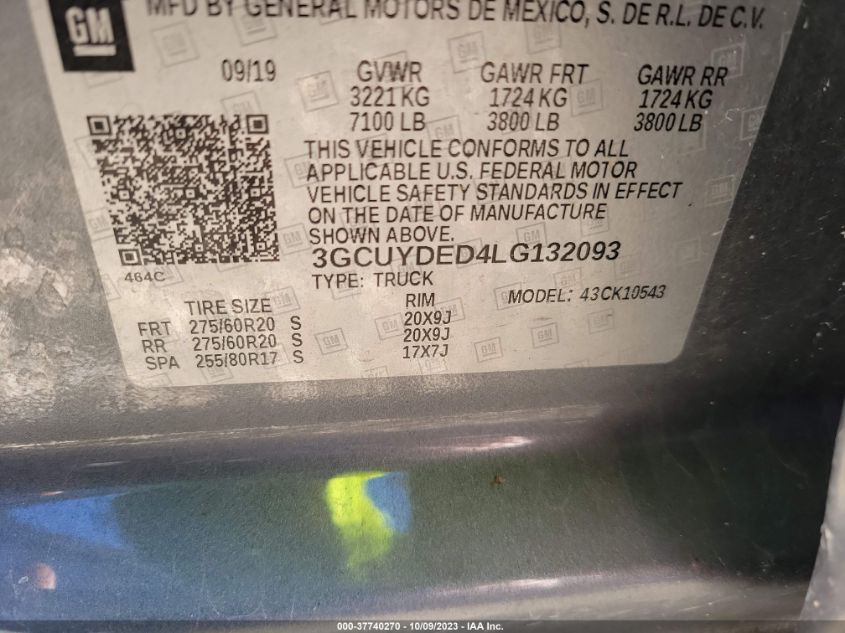 GM
MFD BY GENERAL MOTORS DE MEXICO, S. DE R.L. DE C.V.
09/19 GVWR GAWR FRT GAWR RR
3221 KG 1724 KG 1724 KG
7100 LB 3800 LB 3800 LB
THIS VEHICLE CONFORMS TO ALL
APPLICABLE U.S. FEDERAL MOTOR
VEHICLE SAFETY STANDARDS IN EFFECT
ON THE DATE OF MANUFACTURE
SHOWN ABOVE.
3GCUYDED4LG132093
464C
TYPE: TRUCK
MODEL: 43CK10543
TIRE SIZE RIM
FRT 275/60R20 S 20X9J
RR 275/60R20 S 20X9J
SPA 255/80R17 S 17X7J
000-37740270 - 10/09/2023 - © IAA Inc.